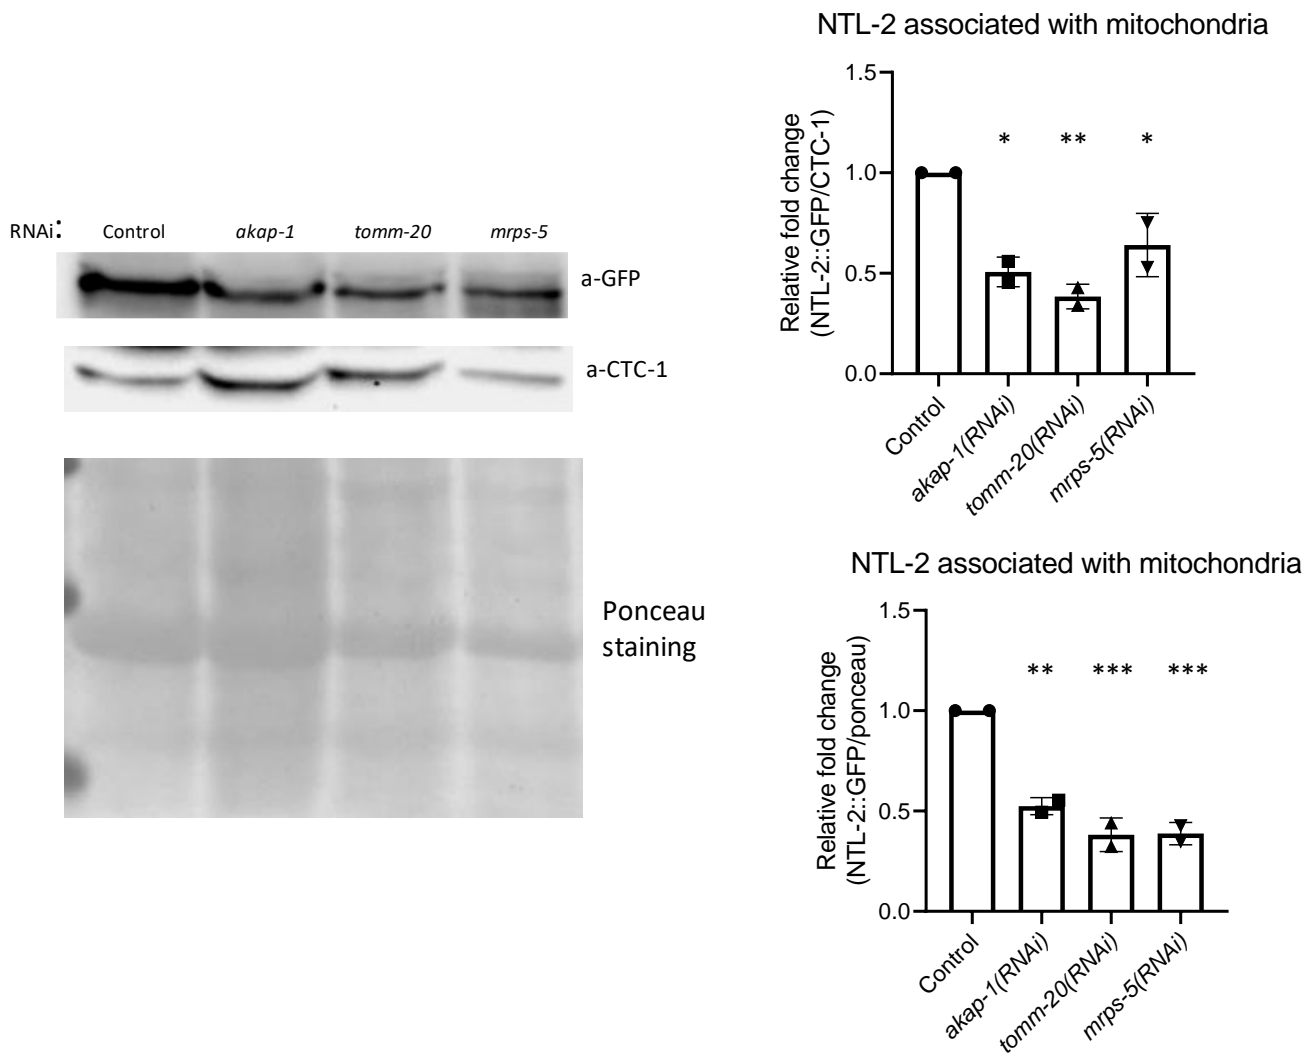 RNAi: Control akap-1 tomm-20 mrps-5
a-GFP
a-CTC-1
Ponceau
staining
NTL-2 associated with mitochondria
Relative fold change
(NTL-2::GFP/CTC-1)
1.5
1.0
0.5
0.0
* ** *
Control
akap-1(RNAi)
tomm-20(RNAi)
mrps-5(RNAi)
NTL-2 associated with mitochondria
Relative fold change
(NTL-2::GFP/ponceau)
1.5
1.0
0.5
0.0
** *** ***
Control
akap-1(RNAi)
tomm-20(RNAi)
mrps-5(RNAi)